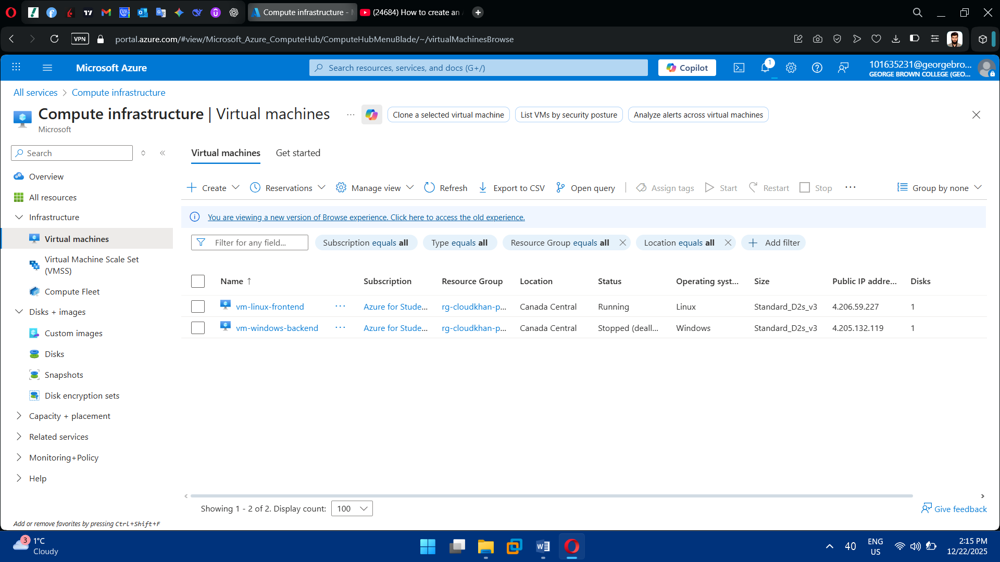 Compute infrastructure - M
(24684) How to create an
VPN
portal.azure.com/#view/Microsoft_Azure_ComputeHub/ComputeHubMenuBlade/~/virtualMachinesBrowse
Microsoft Azure
Search resources, services, and docs (G+/)
Copilot
1
101635231@georgebro...
GEORGE BROWN COLLEGE (GEO...
All services
Compute infrastructure
Compute infrastructure | Virtual machines
...
Clone a selected virtual machine
List VMs by security posture
Analyze alerts across virtual machines
Microsoft
Search
Virtual machines
Get started
Overview
All resources
Infrastructure
Virtual machines
Virtual Machine Scale Set (VMSS)
Compute Fleet
Disks + images
Custom images
Disks
Snapshots
Disk encryption sets
Capacity + placement
Related services
Monitoring+Policy
Help
Create
Reservations
Manage view
Refresh
Export to CSV
Open query
Assign tags
Start
Restart
Stop
...
Group by none
You are viewing a new version of Browse experience. Click here to access the old experience.
Filter for any field...
Subscription equals all
Type equals all
Resource Group equals all
Location equals all
Add filter
Name ↑ Subscription Resource Group Location Status Operating syst... Size Public IP addre... Disks
vm-linux-frontend ... Azure for Stude... rg-cloudkhan-p... Canada Central Running Linux Standard_D2s_v3 4.206.59.227 1
vm-windows-backend ... Azure for Stude... rg-cloudkhan-p... Canada Central Stopped (deall... Windows Standard_D2s_v3 4.205.132.119 1
Showing 1 - 2 of 2. Display count: 100
Give feedback
Add or remove favorites by pressing Ctrl+Shift+F
3
1°C
Cloudy
40
ENG
US
2:15 PM
12/22/2025